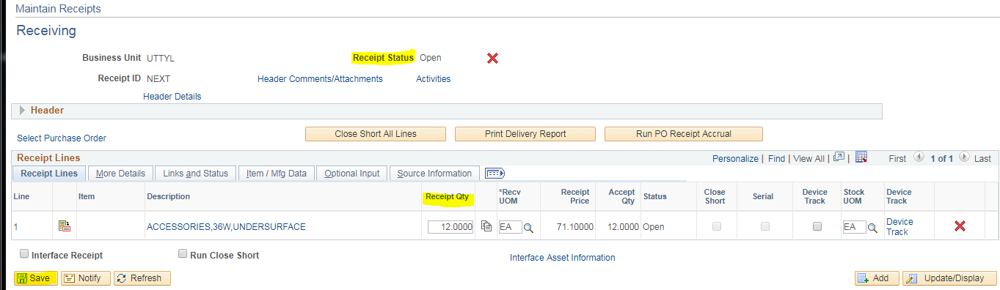 Maintain Receipts
Receiving
Business Unit UTTYL Receipt Status Open
Receipt ID NEXT Header Comments/Attachments Activities
Header Details
Header
Select Purchase Order Close Short All Lines Print Delivery Report Run PO Receipt Accrual
Receipt Lines Personalize | Find | View All | | First 1 of 1 Last
Receipt Lines More Details Links and Status Item / Mfg Data Optional Input Source Information
Line Item Description Receipt Qty *Recv UOM Receipt Price Accept Qty Status Close Short Serial Device Track Stock UOM Device Track
1 ACCESSORIES,36W,UNDERSURFACE 12.0000 EA 71.10000 12.0000 Open EA Device Track
Interface Receipt Run Close Short Interface Asset Information
Save Notify Refresh Add Update/Display